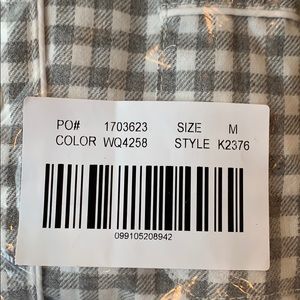 PO# 1703623 SIZE M
COLOR WQ4258 STYLE K2376
099105208942